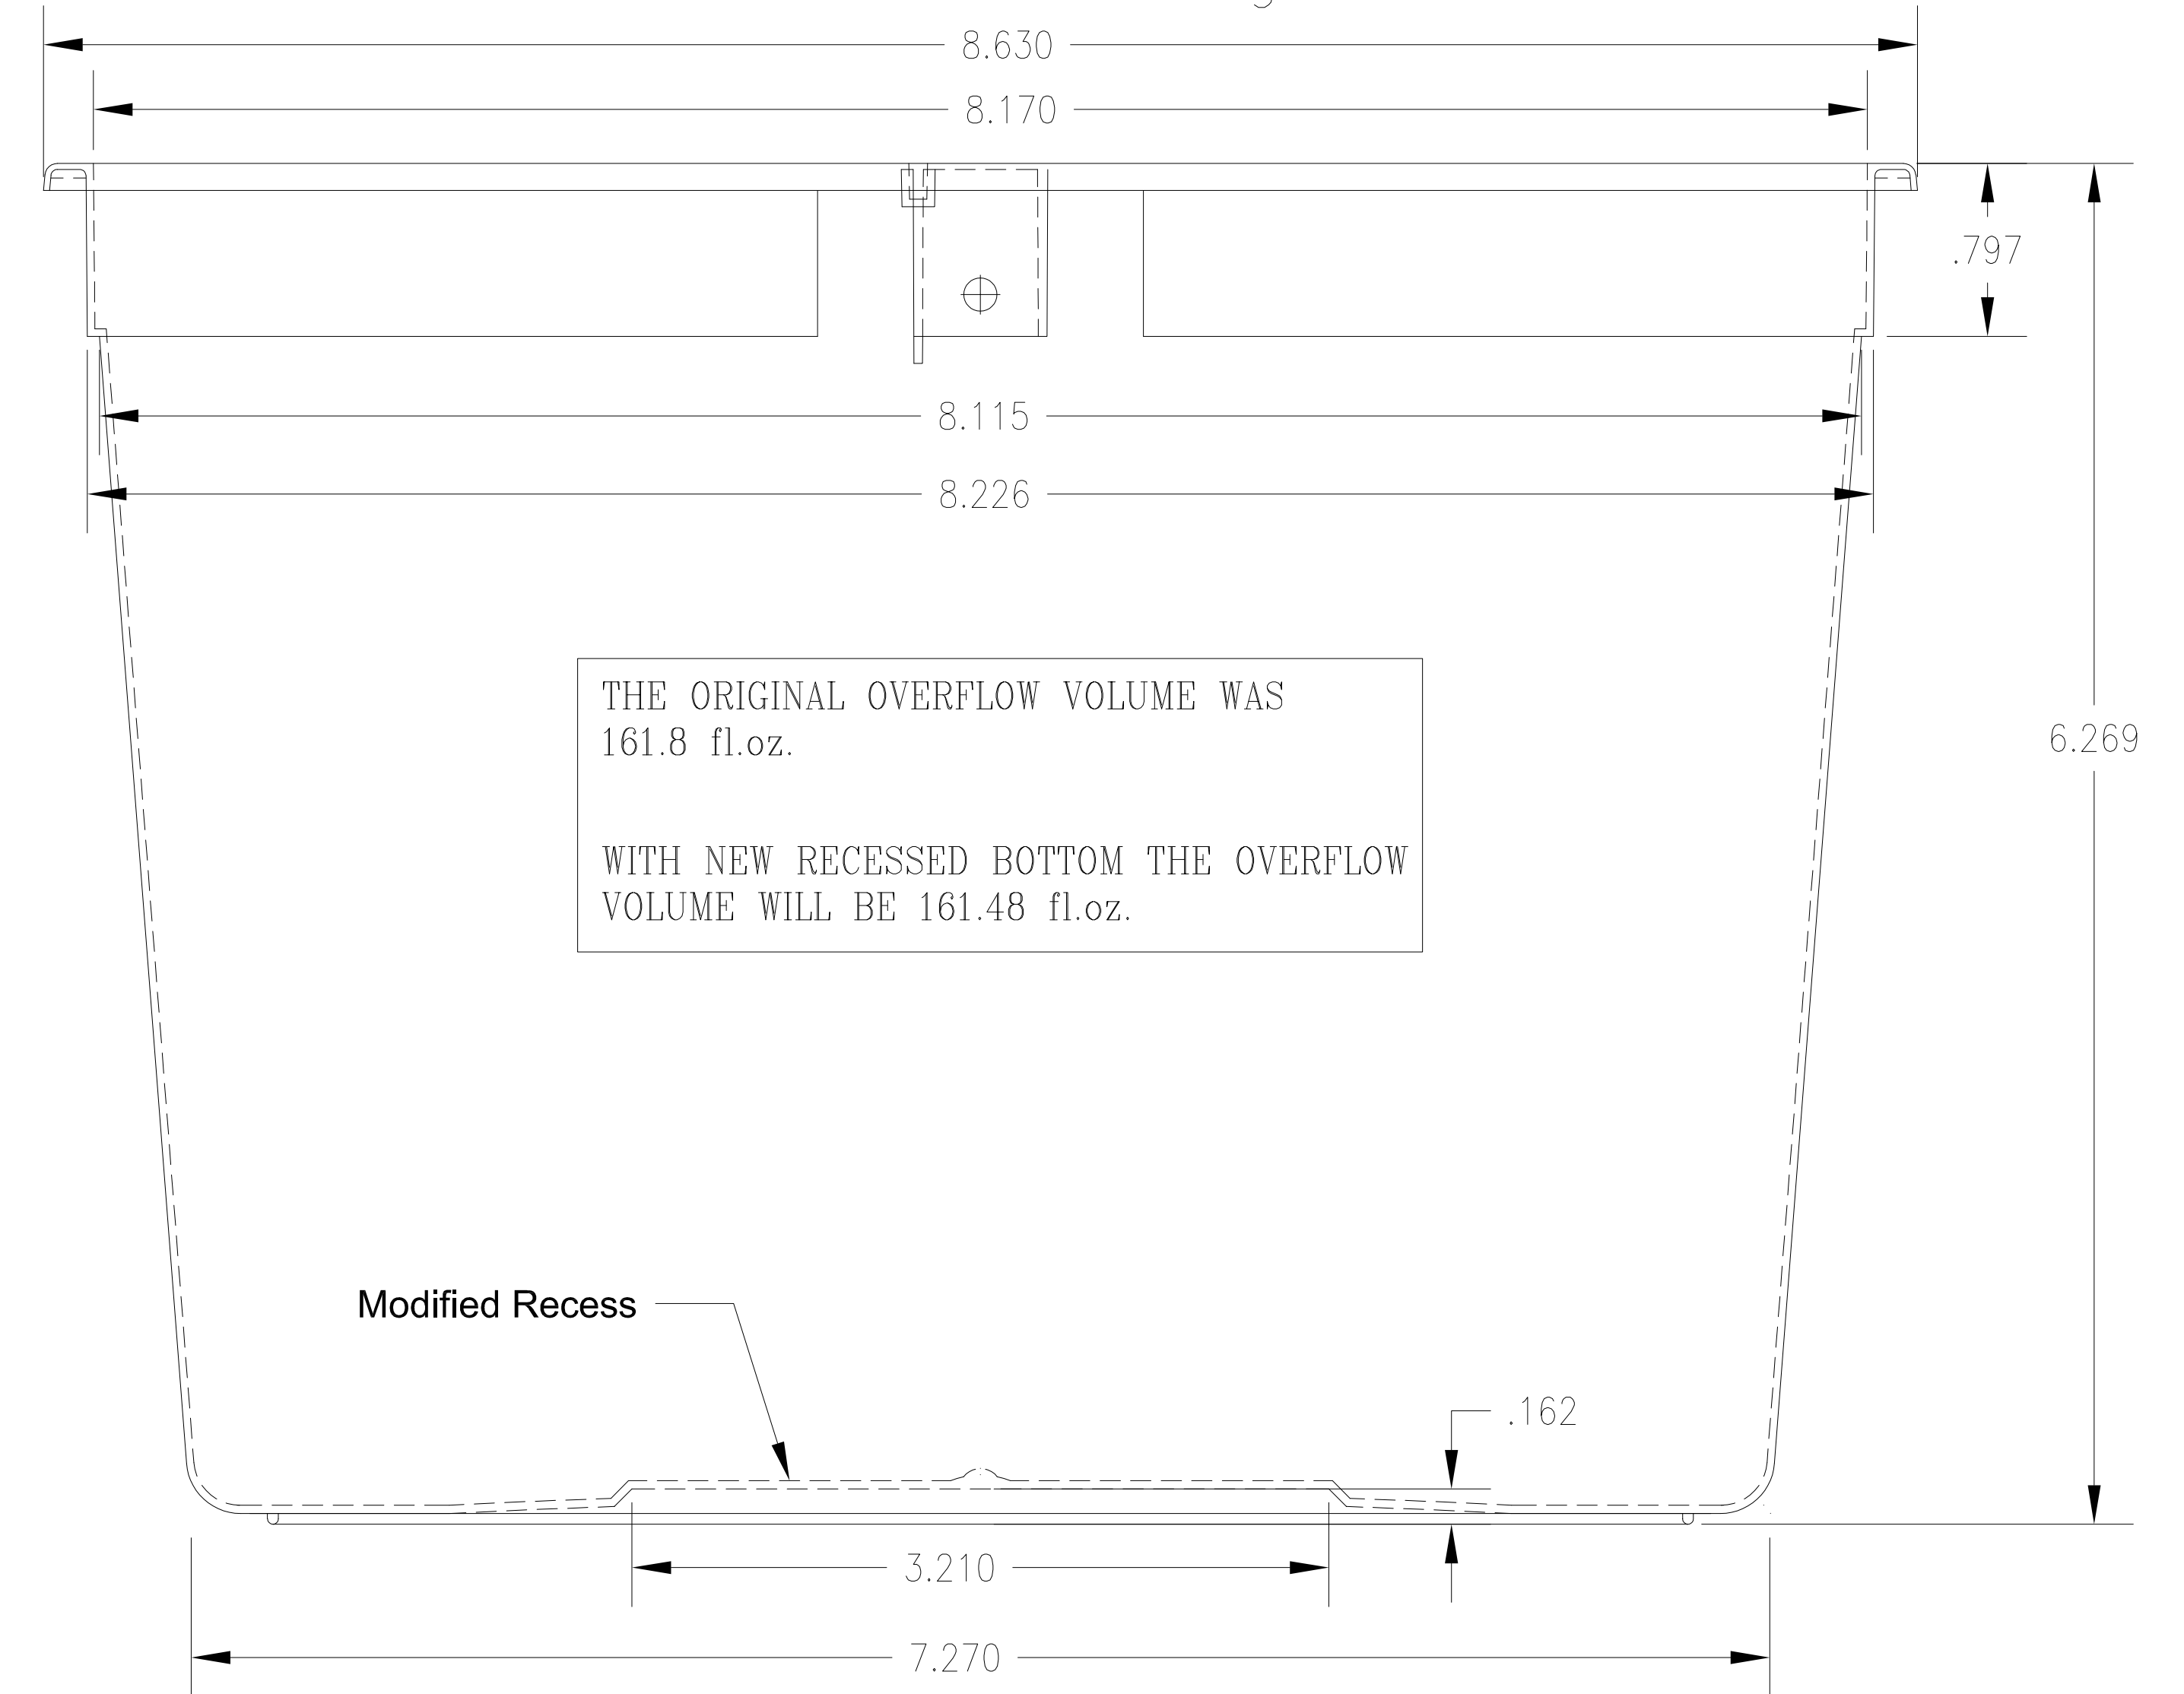 8.630
8.170
.797
8.115
8.226
THE ORIGINAL OVERFLOW VOLUME WAS
161.8 fl.oz.
6.269
WITH NEW RECESSED BOTTOM THE OVERFLOW
VOLUME WILL BE 161.48 fl.oz.
Modified Recess
.162
3.210
7.270